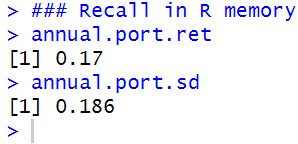 > ### Recall in R memory
> annual.port.ret
[1] 0.17
> annual.port.sd
[1] 0.186
>